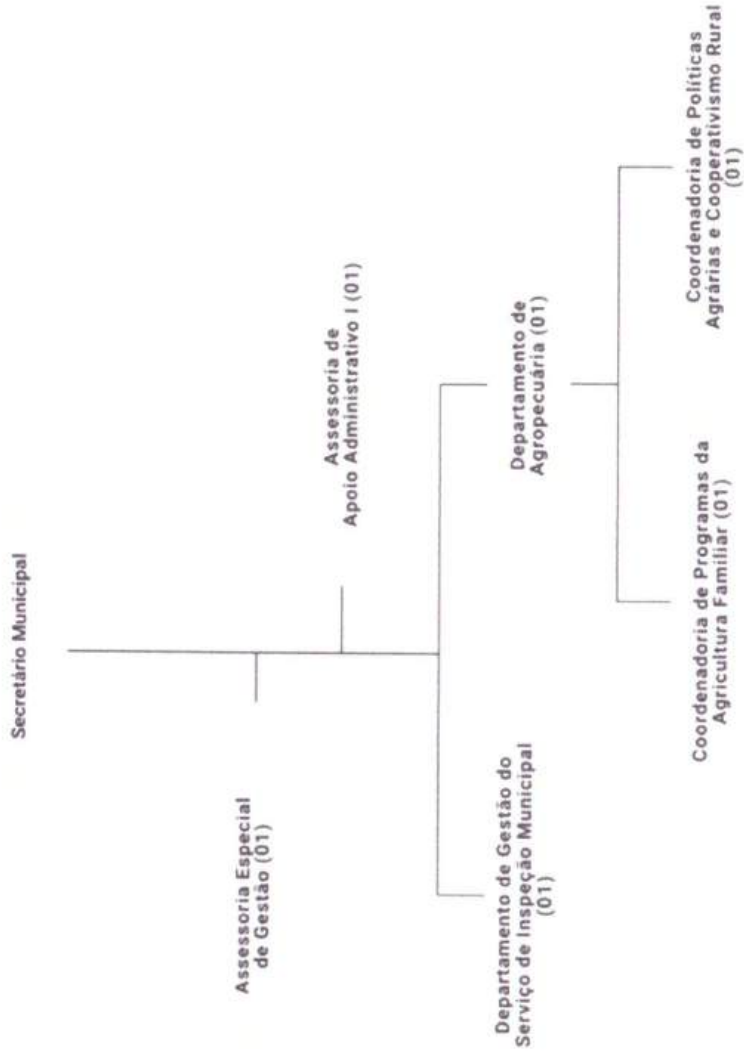 Secretário Municipal
Assessoria Especial
de Gestão (01)
Assessoria de
Apoio Administrativo I (01)
Departamento de Gestão do
Serviço de Inspeção Municipal
(01)
Departamento de
Agropecuária (01)
Coordenadoria de Programas da
Agricultura Familiar (01)
Coordenadoria de Políticas
Agrárias e Cooperativismo Rural
(01)